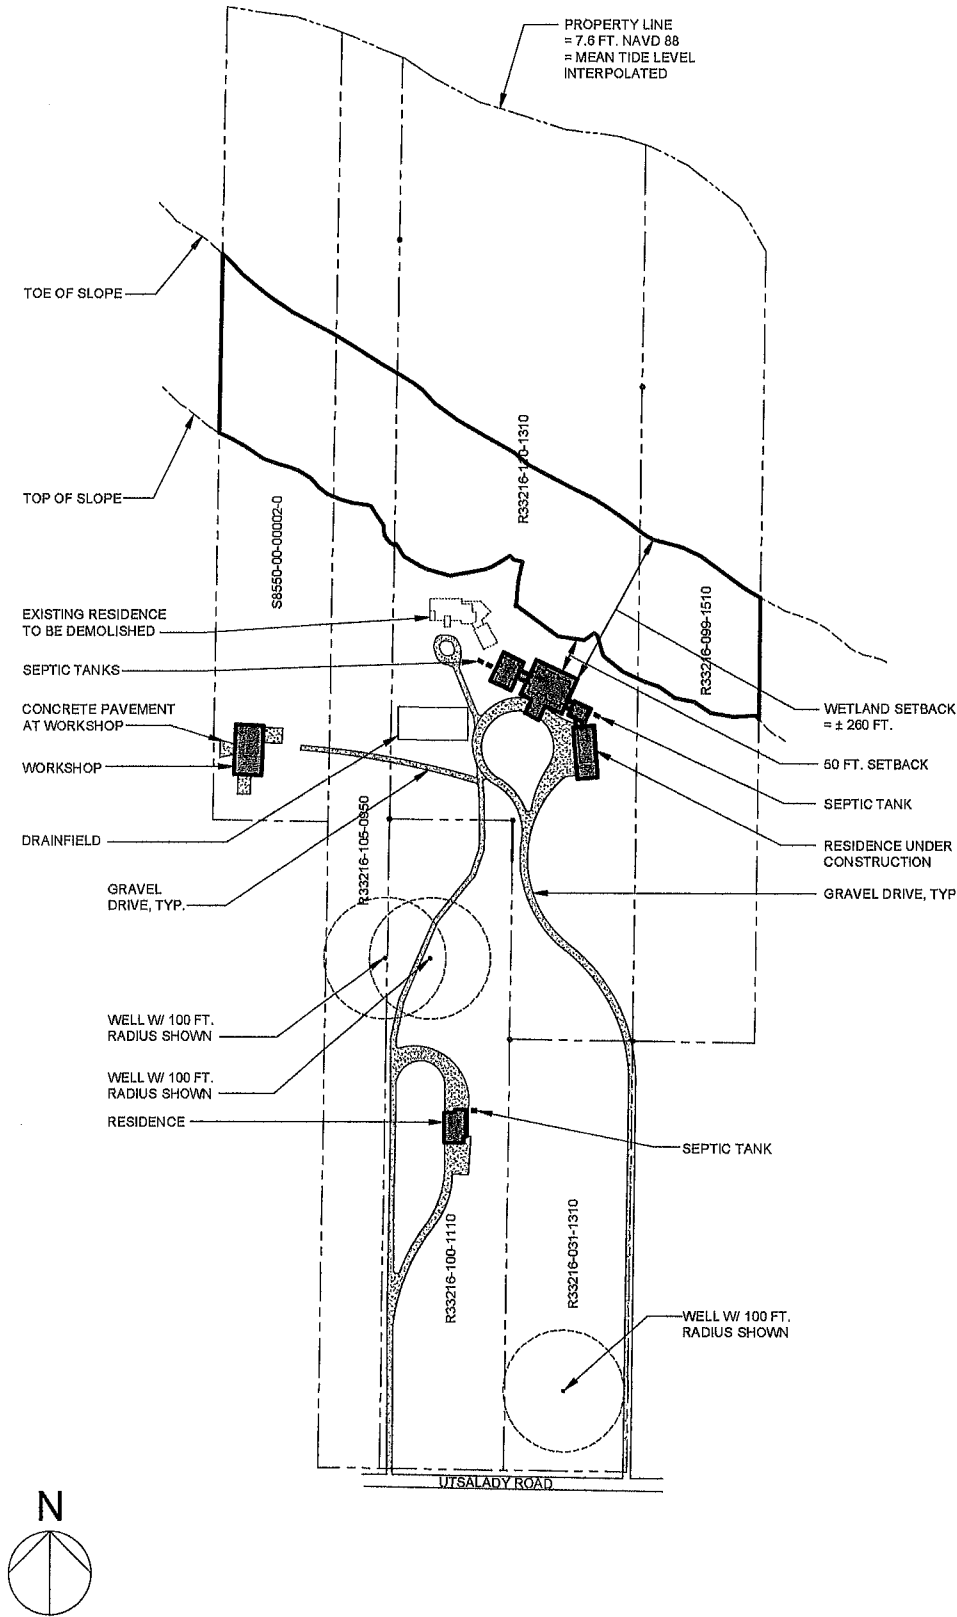 PROPERTY LINE
= 7.6 FT. NAVD 88
= MEAN TIDE LEVEL
INTERPOLATED
TOE OF SLOPE
TOP OF SLOPE
S8550-00-00002-0
R33216-110-1310
R33216-099-1510
EXISTING RESIDENCE
TO BE DEMOLISHED
SEPTIC TANKS
CONCRETE PAVEMENT
AT WORKSHOP
WORKSHOP
DRAINFIELD
GRAVEL
DRIVE, TYP.
R33216-105-0950
WETLAND SETBACK
= ± 260 FT.
50 FT. SETBACK
SEPTIC TANK
RESIDENCE UNDER
CONSTRUCTION
GRAVEL DRIVE, TYP
WELL W/ 100 FT.
RADIUS SHOWN
WELL W/ 100 FT.
RADIUS SHOWN
RESIDENCE
SEPTIC TANK
R33216-100-1110
R33216-031-1310
WELL W/ 100 FT.
RADIUS SHOWN
UTSALADY ROAD
N